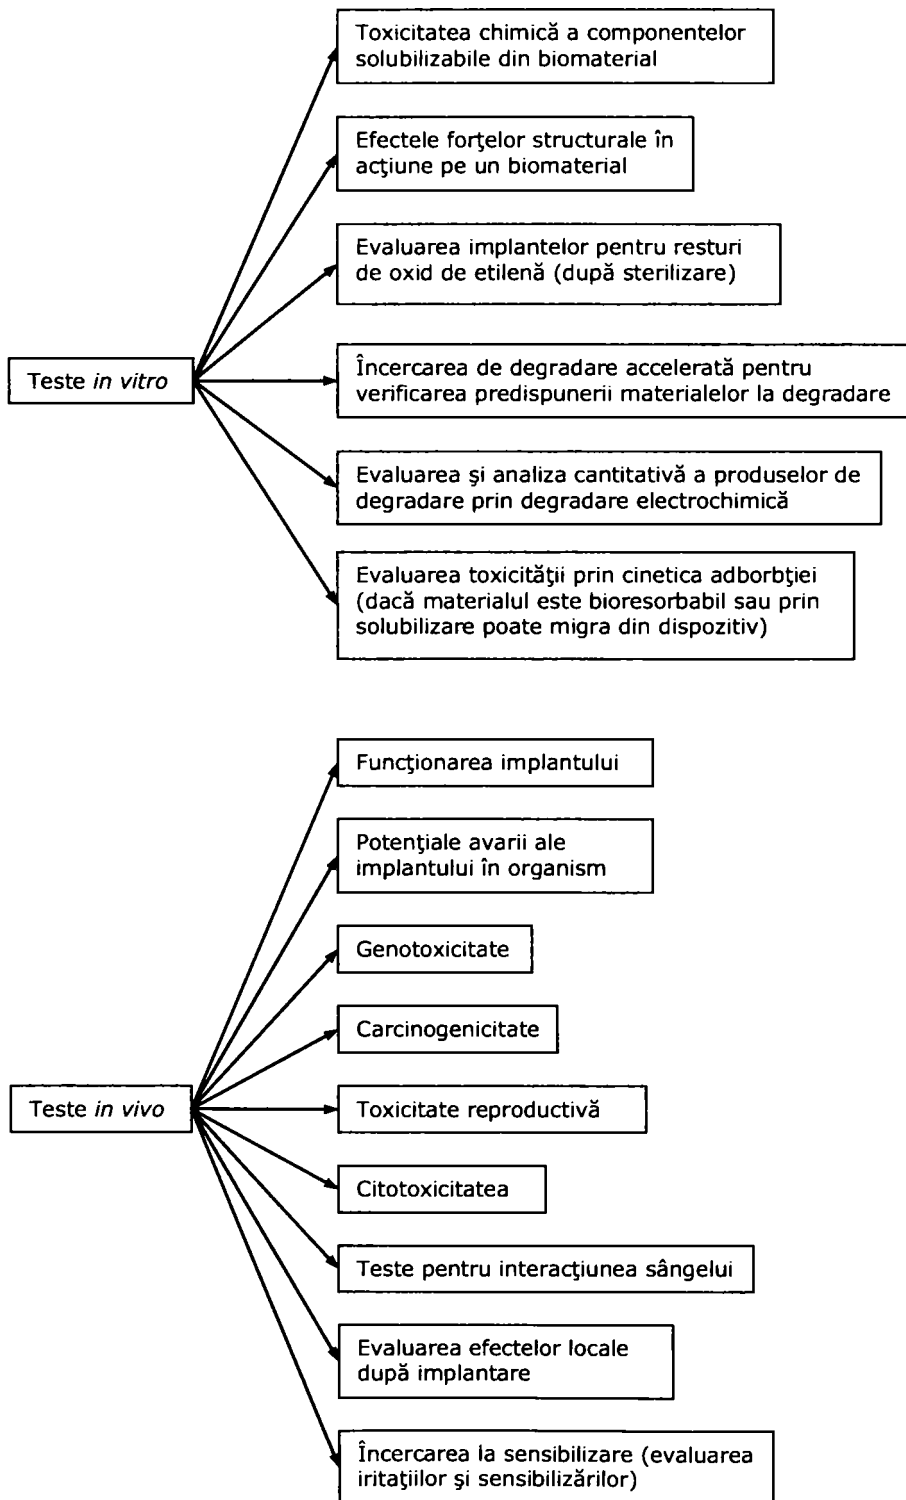 Toxicitatea chimică a componentelor
solubilizabile din biomaterial
Efectele forţelor structurale în
acţiune pe un biomaterial
Evaluarea implantelor pentru resturi
de oxid de etilenă (după sterilizare)
Teste in vitro
Încercarea de degradare accelerată pentru
verificarea predispunerii materialelor la degradare
Evaluarea şi analiza cantitativă a produselor de
degradare prin degradare electrochimică
Evaluarea toxicităţii prin cinetica adborbţiei
(dacă materialul este bioresorbabil sau prin
solubilizare poate migra din dispozitiv)
Funcţionarea implantului
Potenţiale avarii ale
implantului în organism
Genotoxicitate
Carcinogenicitate
Teste in vivo
Toxicitate reproductivă
Citotoxicitatea
Teste pentru interacţiunea sângelui
Evaluarea efectelor locale
după implantare
Încercarea la sensibilizare (evaluarea
iritaţiilor şi sensibilizărilor)